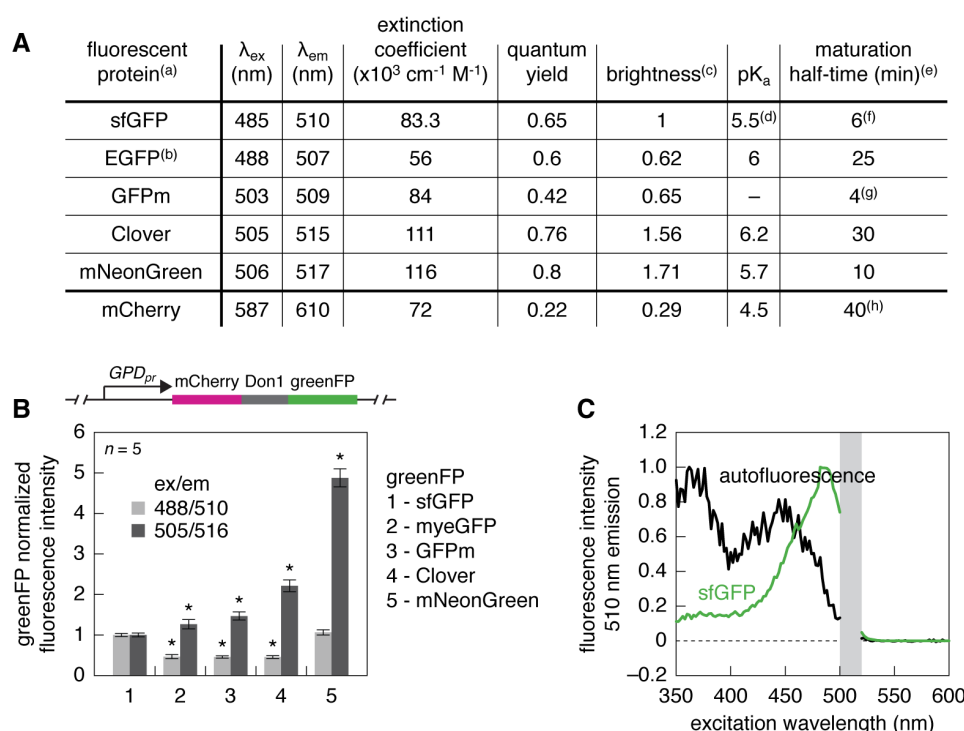 A
fluorescent protein(a) λex (nm) λem (nm) extinction coefficient (x10³ cm⁻¹ M⁻¹) quantum yield brightness(c) pKa maturation half-time (min)(e)
sfGFP 485 510 83.3 0.65 1 5.5(d) 6(f)
EGFP(b) 488 507 56 0.6 0.62 6 25
GFPm 503 509 84 0.42 0.65 – 4(g)
Clover 505 515 111 0.76 1.56 6.2 30
mNeonGreen 506 517 116 0.8 1.71 5.7 10
mCherry 587 610 72 0.22 0.29 4.5 40(h)
B
GPDpr mCherry Don1 greenFP
greenFP normalized
fluorescence intensity
6
5
4
3
2
1
0
n = 5
ex/em
488/510
505/516
* * * * * * *
1 2 3 4 5
greenFP
1 - sfGFP
2 - myeGFP
3 - GFPm
4 - Clover
5 - mNeonGreen
C
fluorescence intensity
510 nm emission
1.2
1.0
0.8
0.6
0.4
0.2
0
–0.2
autofluorescence
sfGFP
350 400 450 500 550 600
excitation wavelength (nm)